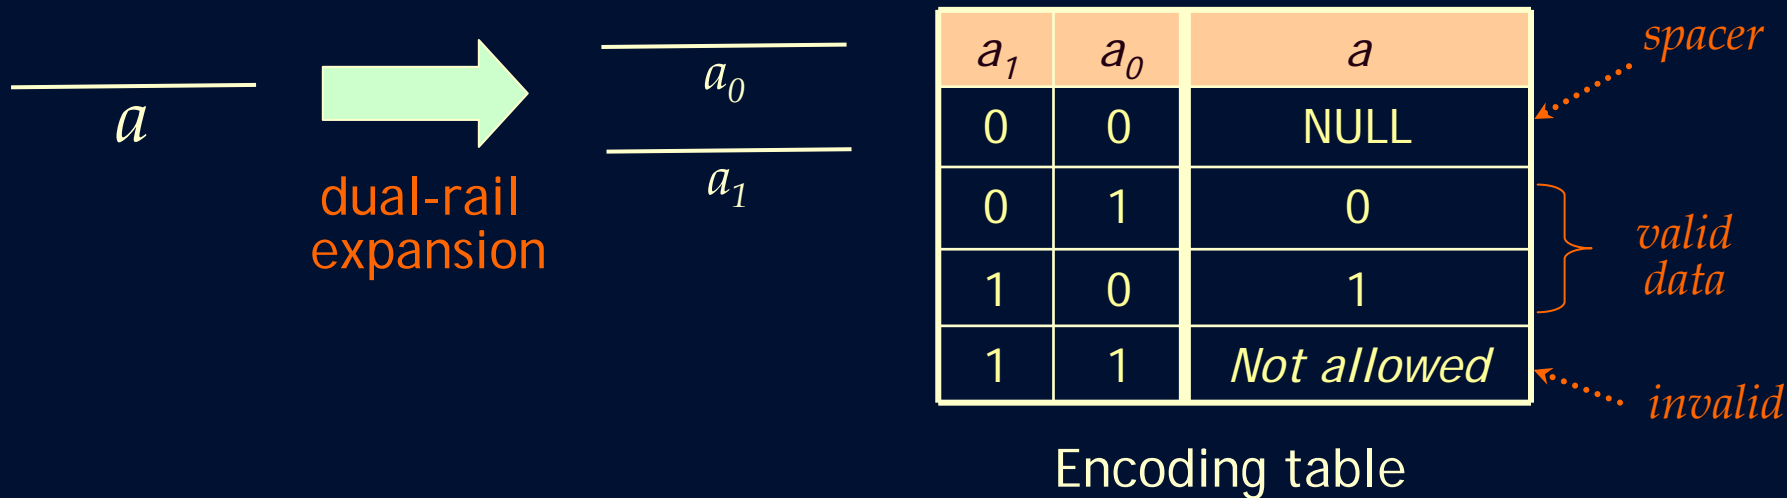 a
dual-rail
expansion
a0
a1
a1 a0 a
0 0 NULL
0 1 0
1 0 1
1 1 Not allowed
spacer
valid
data
invalid
Encoding table